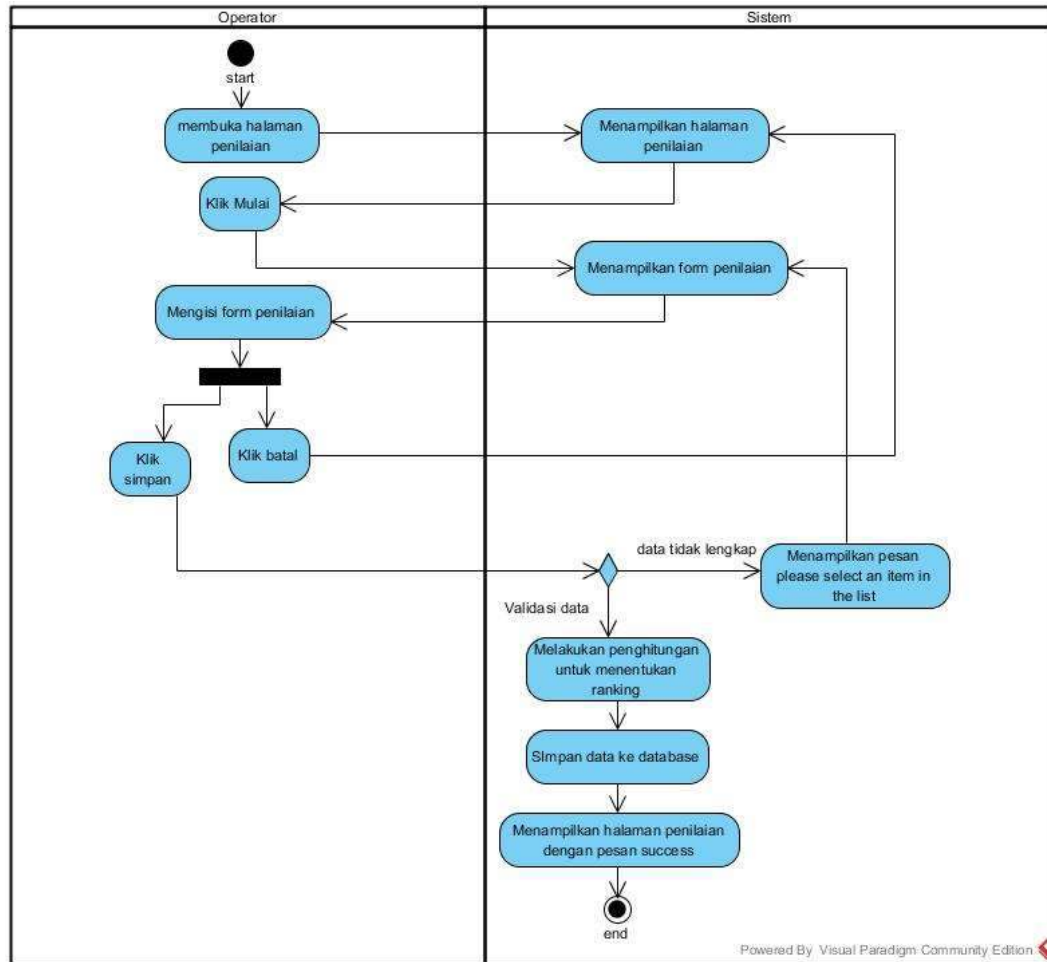 Operator
Sistem
start
membuka halaman
penilaian
Menampilkan halaman
penilaian
Klik Mulai
Menampilkan form penilaian
Mengisi form penilaian
Klik
simpan
Klik batal
data tidak lengkap
Menampilkan pesan
please select an item in
the list
Validasi data
Melakukan penghitungan
untuk menentukan
ranking
SImpan data ke database
Menampilkan halaman penilaian
dengan pesan success
end
Powered By Visual Paradigm Community Edition